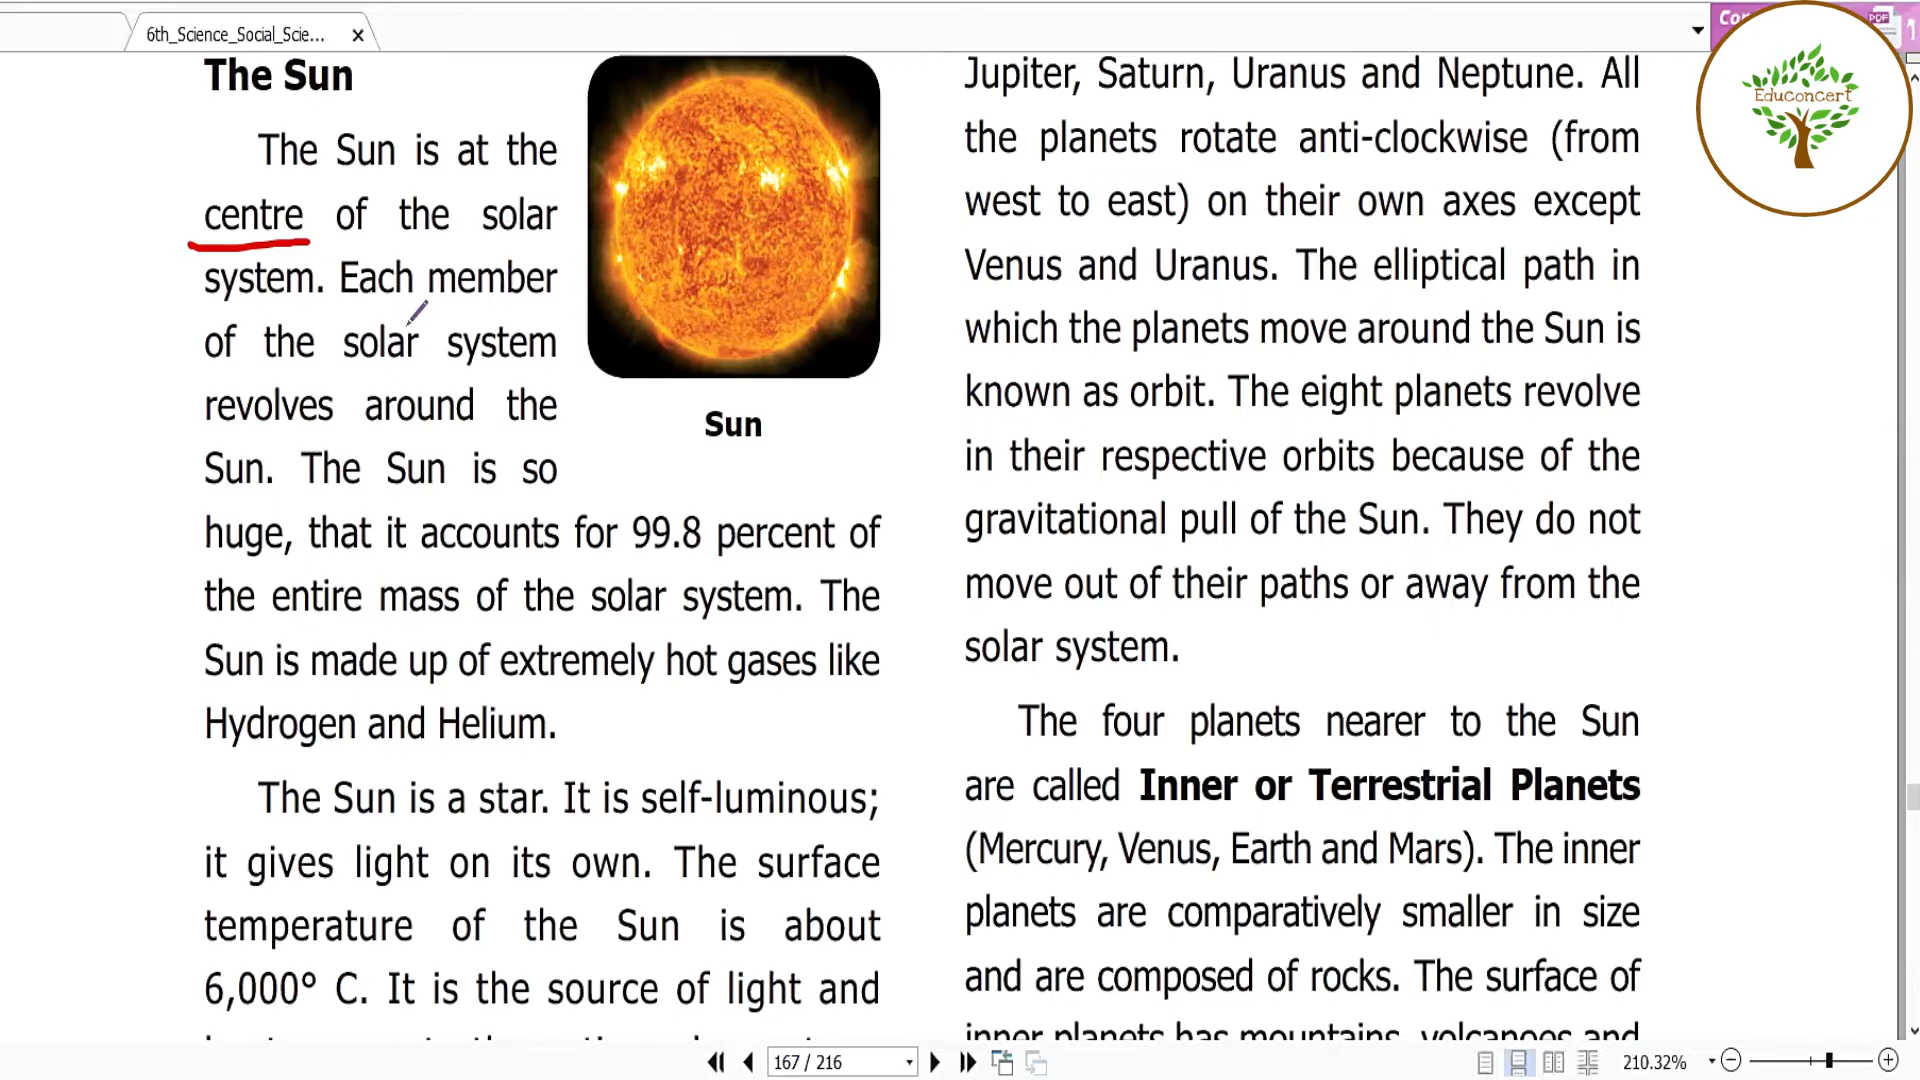 6th_Science_Social_Scie...
Educoncert
The Sun
The Sun is at the
centre of the solar
system. Each member
of the solar system
revolves around the
Sun. The Sun is so
huge, that it accounts for 99.8 percent of
the entire mass of the solar system. The
Sun is made up of extremely hot gases like
Hydrogen and Helium.
The Sun is a star. It is self-luminous;
it gives light on its own. The surface
temperature of the Sun is about
6,000° C. It is the source of light and
Sun
Jupiter, Saturn, Uranus and Neptune. All
the planets rotate anti-clockwise (from
west to east) on their own axes except
Venus and Uranus. The elliptical path in
which the planets move around the Sun is
known as orbit. The eight planets revolve
in their respective orbits because of the
gravitational pull of the Sun. They do not
move out of their paths or away from the
solar system.
The four planets nearer to the Sun
are called Inner or Terrestrial Planets
(Mercury, Venus, Earth and Mars). The inner
planets are comparatively smaller in size
and are composed of rocks. The surface of
inner planets has mountains, volcanoes and
167 / 216
210.32%